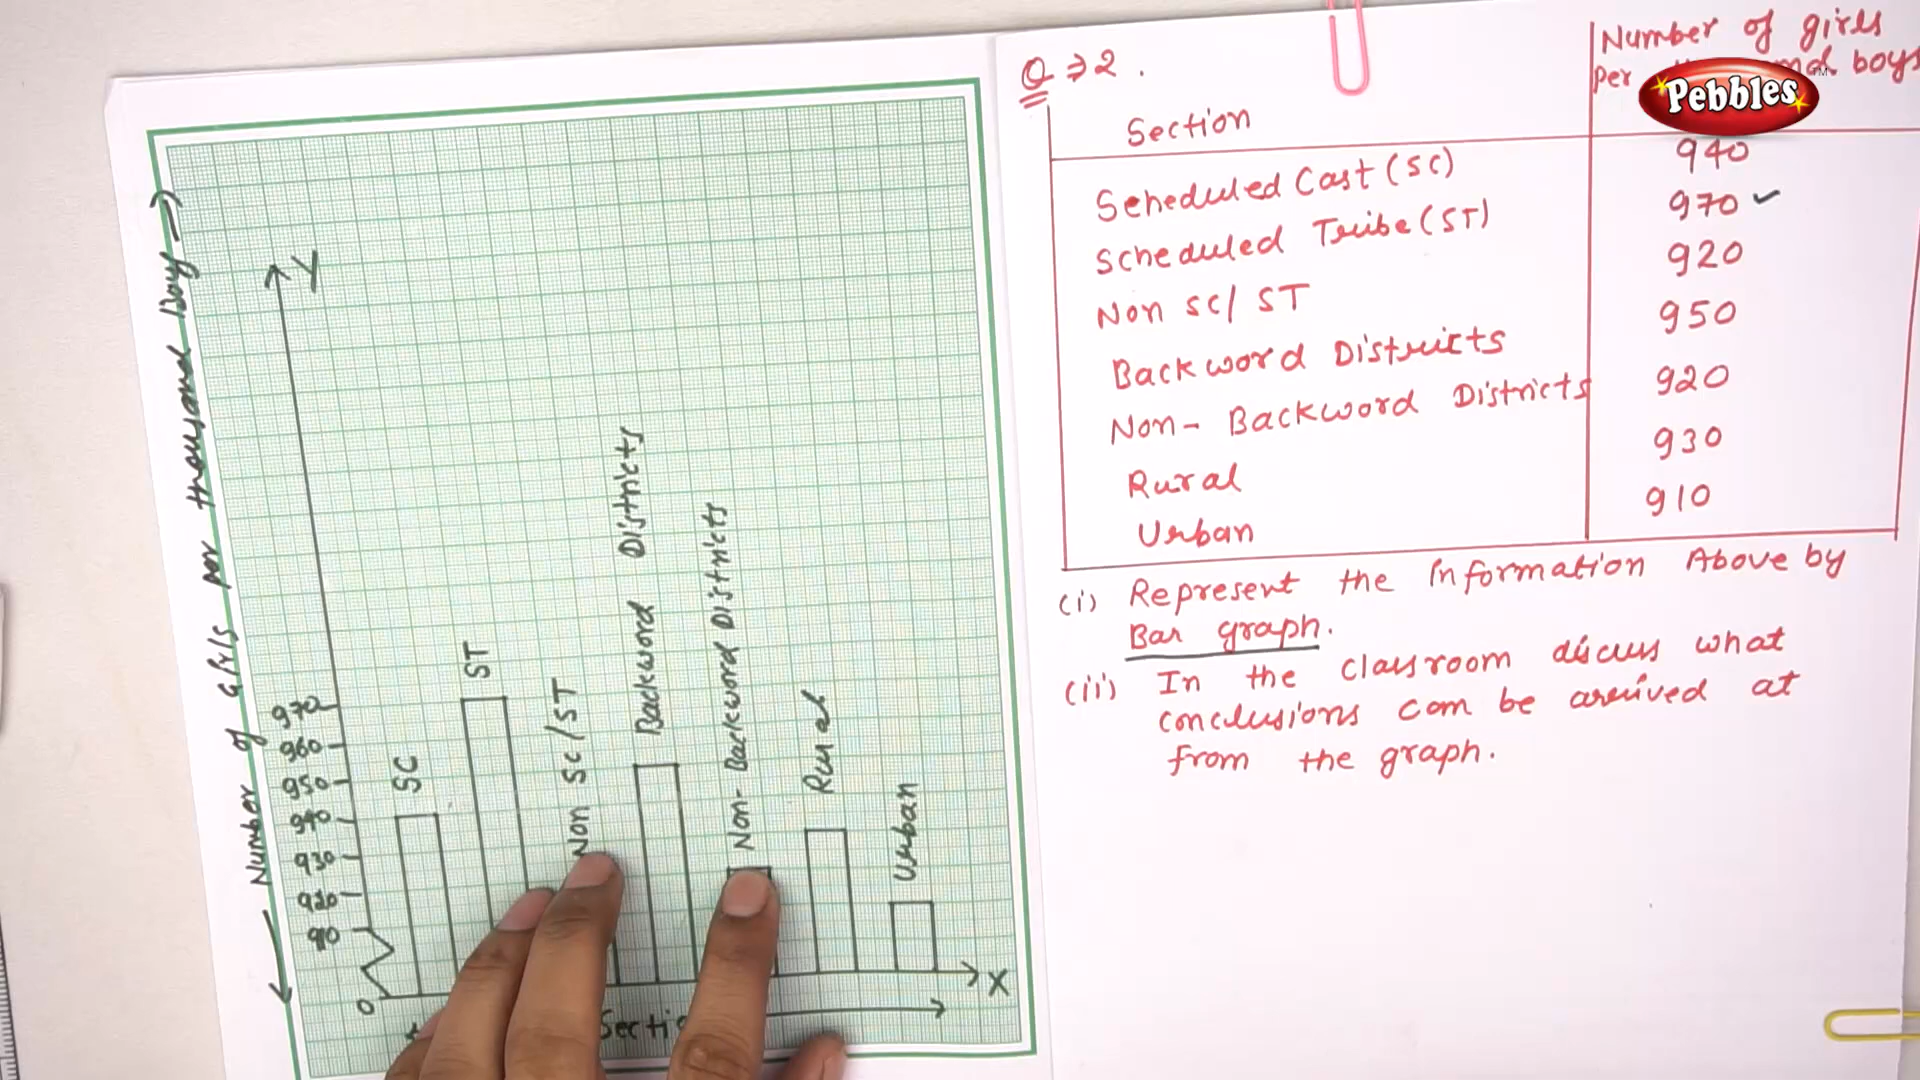 Number of girls per thousand boys
Y
970
960
950
940
930
920
910
0
SC
ST
Non SC/ST
Backword Districts
Non-Backword Districts
Rural
Urban
X
Q ⇒ 2 .
Section
Number of girls
Per
boys
Pebbles
TM
Scheduled Cast (SC) 940
Scheduled Tribe (ST) 970 ✓
Non SC/ ST 920
Backword Districts 950
Non- Backword Districts 920
Rural 930
Urban 910
(i) Represent the Information Above by
Bar graph.
(ii) In the classroom discuss what
conclusions can be arrived at
from the graph.